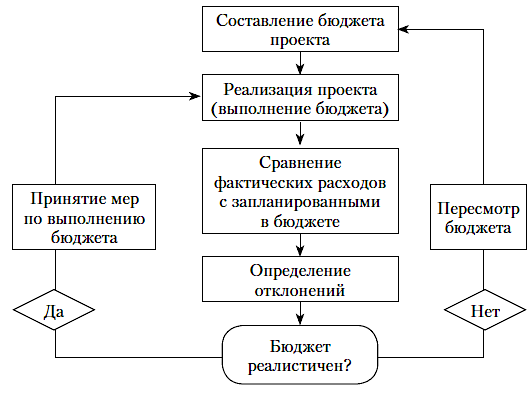 Составление бюджета
проекта
Реализация проекта
(выполнение бюджета)
Сравнение
фактических расходов
с запланированными
в бюджете
Принятие мер
по выполнению
бюджета
Пересмотр
бюджета
Определение
отклонений
Да
Нет
Бюджет
реалистичен?